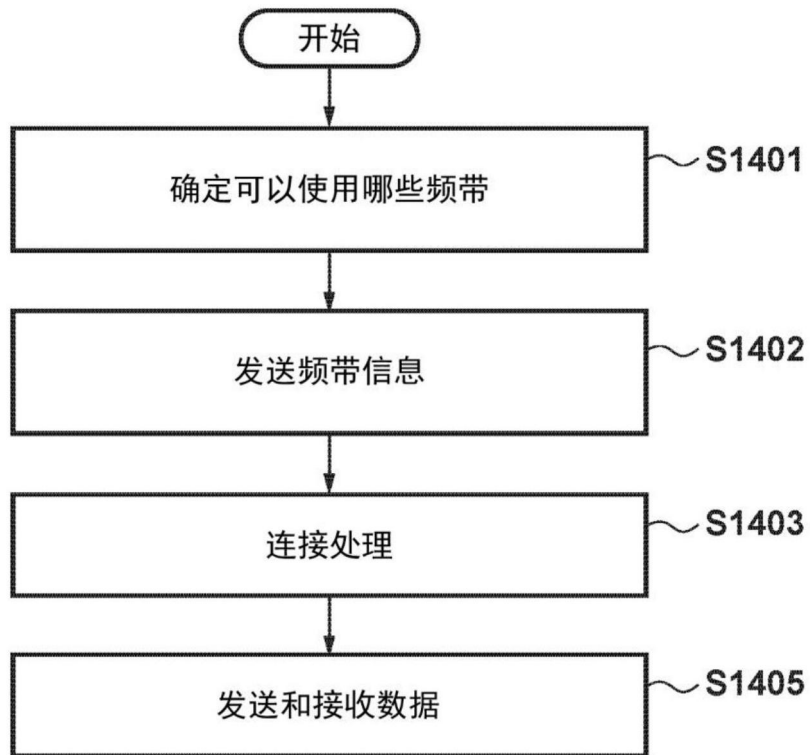 开始
确定可以使用哪些频带
S1401
发送频带信息
S1402
连接处理
S1403
发送和接收数据
S1405